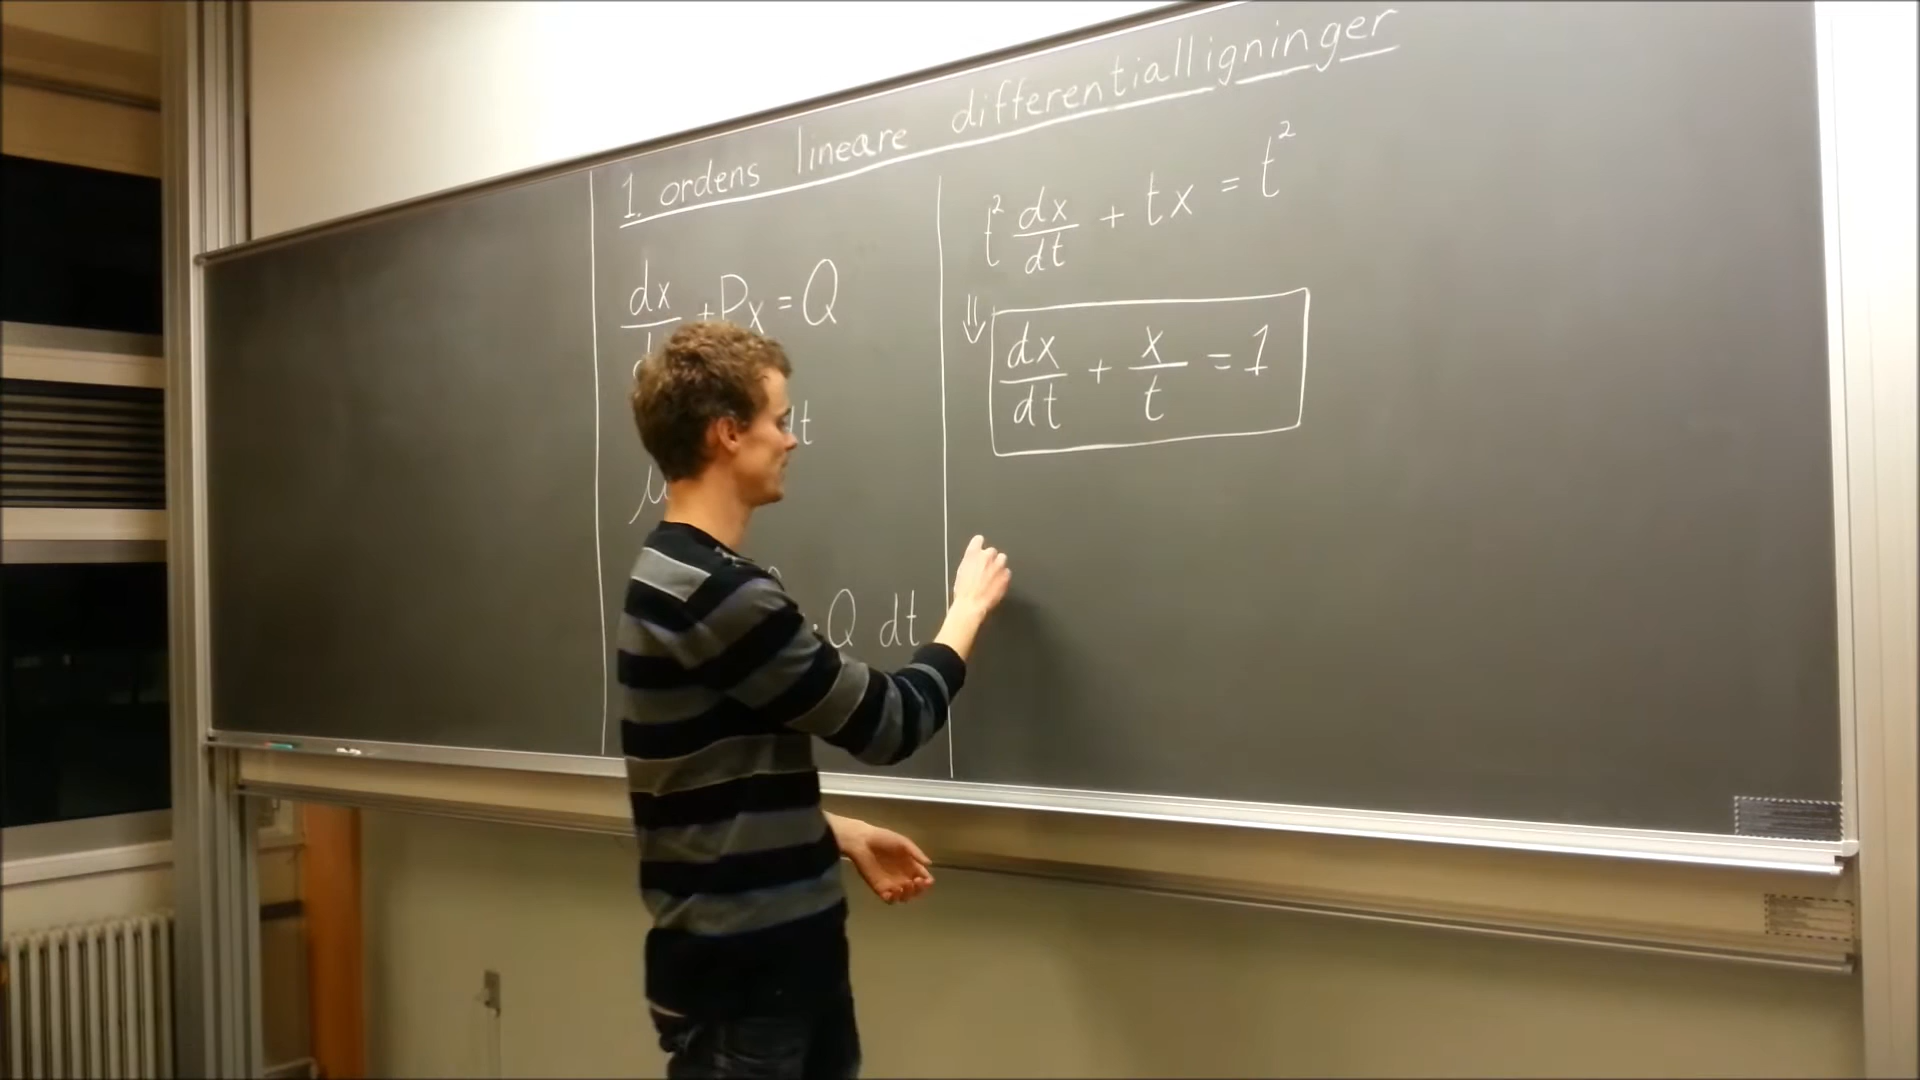 1. ordens lineare differentialligninger
dx
+Px = Q
dt
μ
· Q dt
t² dx/dt + tx = t²
⇓
dx/dt + x/t = 1